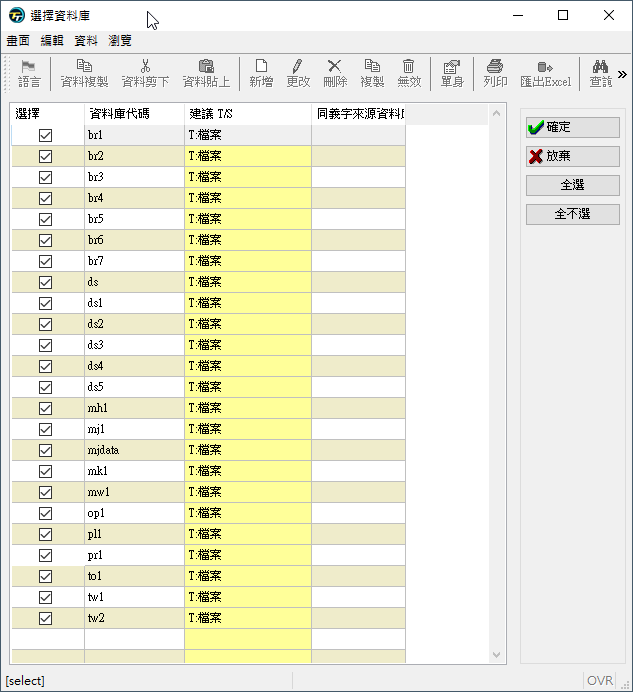 選擇資料庫
畫面 編輯 資料 瀏覽
語言 資料複製 資料剪下 資料貼上 新增 更改 刪除 複製 無效 單身 列印 匯出Excel 查詢 »
選擇 資料庫代碼 建議 T/S 同義字來源資料
br1 T:檔案
br2 T:檔案
br3 T:檔案
br4 T:檔案
br5 T:檔案
br6 T:檔案
br7 T:檔案
ds T:檔案
ds1 T:檔案
ds2 T:檔案
ds3 T:檔案
ds4 T:檔案
ds5 T:檔案
mh1 T:檔案
mj1 T:檔案
mjdata T:檔案
mk1 T:檔案
mw1 T:檔案
op1 T:檔案
pl1 T:檔案
pr1 T:檔案
to1 T:檔案
tw1 T:檔案
tw2 T:檔案
確定
放棄
全選
全不選
[select] OVR